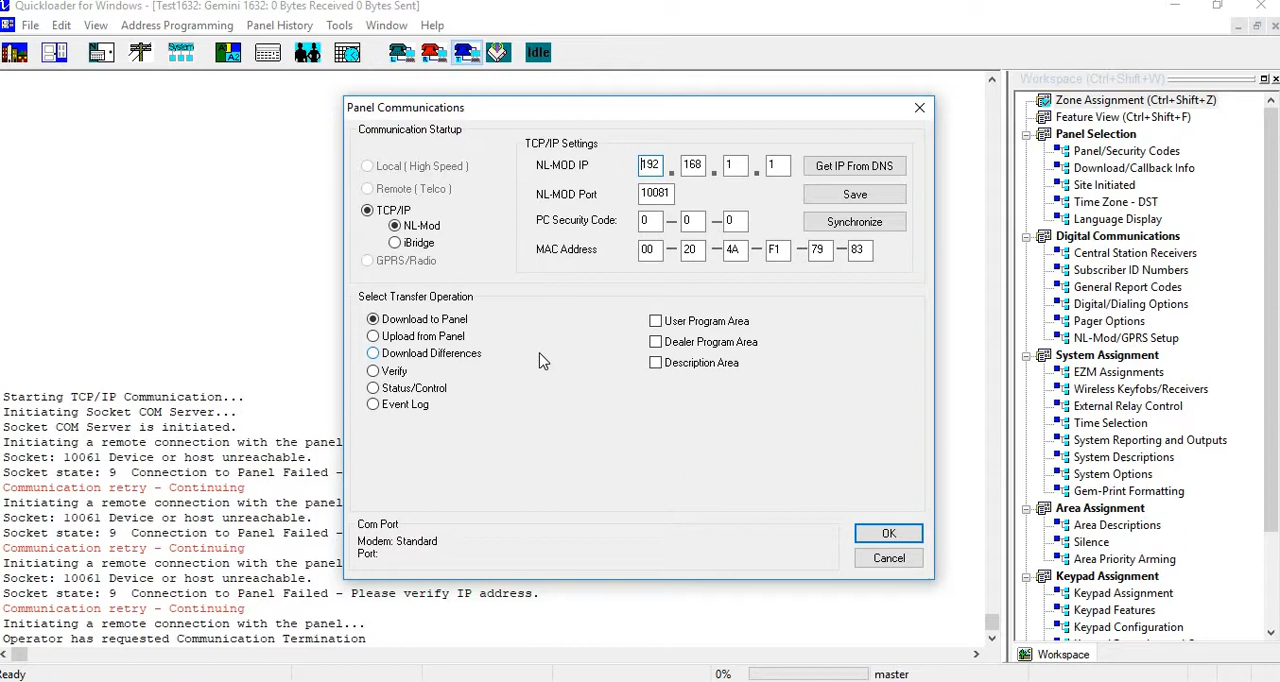 Quickloader for Windows - [Test1632: Gemini 1632: 0 Bytes Received 0 Bytes Sent]
File Edit View Address Programming Panel History Tools Window Help
Idle
Panel Communications
Communication Startup
Local ( High Speed )
Remote ( Telco )
TCP/IP
NL-Mod
iBridge
GPRS/Radio
TCP/IP Settings
NL-MOD IP 192 . 168 . 1 . 1 Get IP From DNS
NL-MOD Port 10081 Save
PC Security Code: 0 — 0 — 0 Synchronize
MAC Address 00 — 20 — 4A — F1 — 79 — 83
Select Transfer Operation
Download to Panel
Upload from Panel
Download Differences
Verify
Status/Control
Event Log
User Program Area
Dealer Program Area
Description Area
Com Port
Modem: Standard
Port:
OK
Cancel
Starting TCP/IP Communication...
Initiating Socket COM Server...
Socket COM Server is initiated.
Initiating a remote connection with the panel
Socket: 10061 Device or host unreachable.
Socket state: 9 Connection to Panel Failed -
Communication retry - Continuing
Initiating a remote connection with the panel
Socket: 10061 Device or host unreachable.
Socket state: 9 Connection to Panel Failed -
Communication retry - Continuing
Initiating a remote connection with the panel
Socket: 10061 Device or host unreachable.
Socket state: 9 Connection to Panel Failed - Please verify IP address.
Communication retry - Continuing
Initiating a remote connection with the panel...
Operator has requested Communication Termination
Workspace (Ctrl+Shift+W)
Zone Assignment (Ctrl+Shift+Z)
Feature View (Ctrl+Shift+F)
Panel Selection
Panel/Security Codes
Download/Callback Info
Site Initiated
Time Zone - DST
Language Display
Digital Communications
Central Station Receivers
Subscriber ID Numbers
General Report Codes
Digital/Dialing Options
Pager Options
NL-Mod/GPRS Setup
System Assignment
EZM Assignments
Wireless Keyfobs/Receivers
External Relay Control
Time Selection
System Reporting and Outputs
System Descriptions
System Options
Gem-Print Formatting
Area Assignment
Area Descriptions
Silence
Area Priority Arming
Keypad Assignment
Keypad Assignment
Keypad Features
Keypad Configuration
Workspace
Ready 0% master